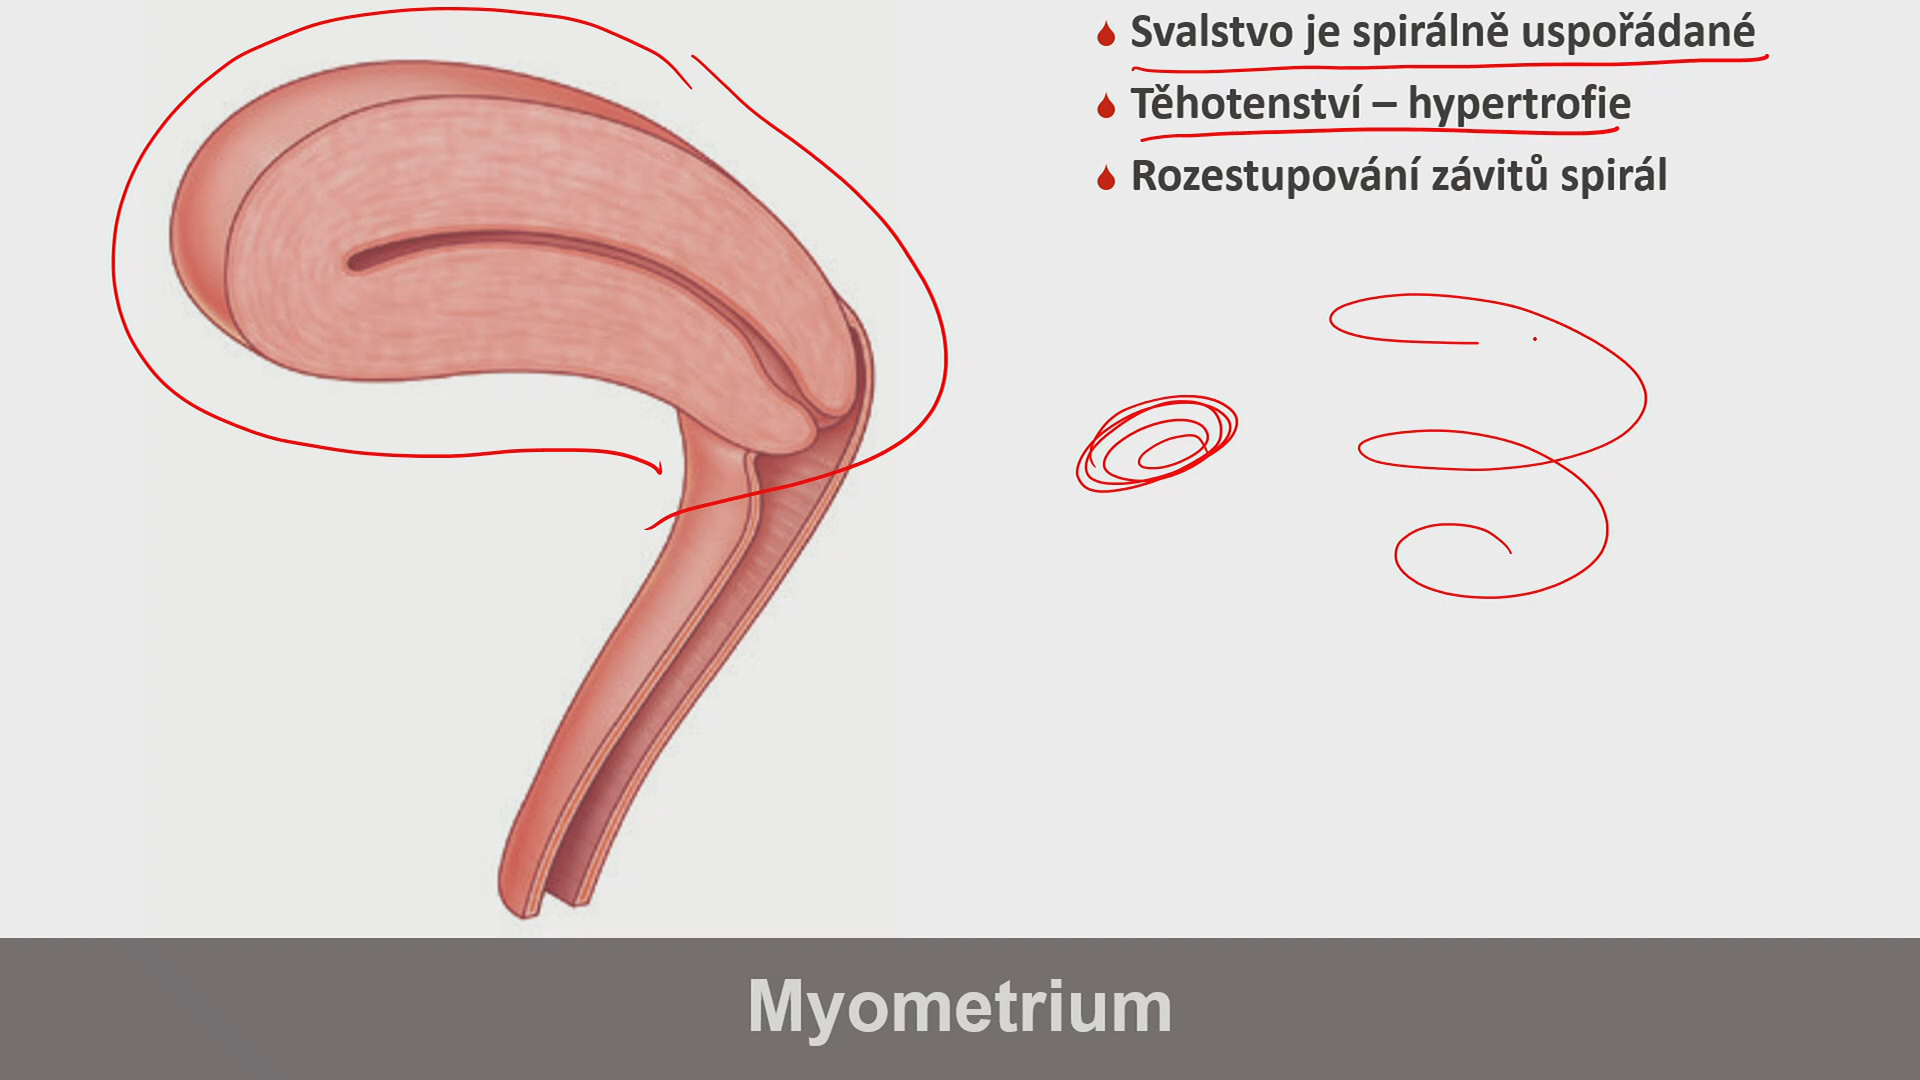 Svalstvo je spirálně uspořádané
Těhotenství – hypertrofie
Rozestupování závitů spirál
Myometrium